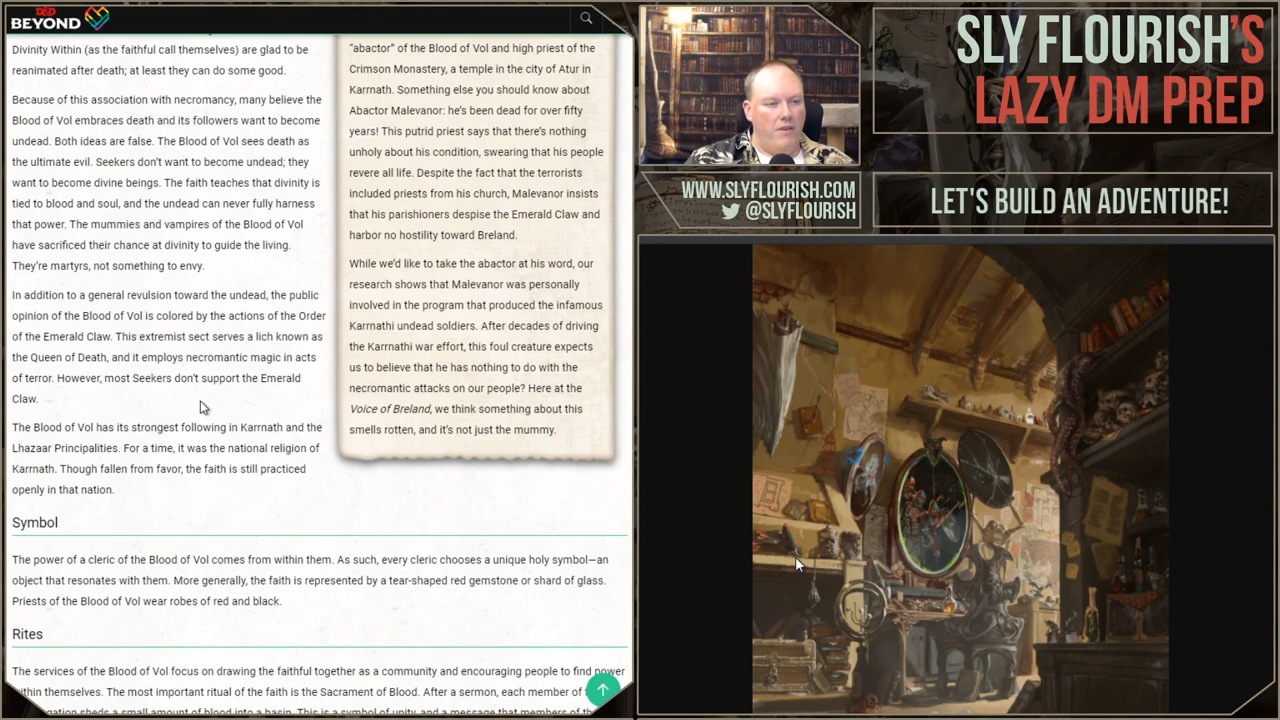 D&D
BEYOND
Divinity Within (as the faithful call themselves) are glad to be
reanimated after death; at least they can do some good.
Because of this association with necromancy, many believe the
Blood of Vol embraces death and its followers want to become
undead. Both ideas are false. The Blood of Vol sees death as
the ultimate evil. Seekers don't want to become undead; they
want to become divine beings. The faith teaches that divinity is
tied to blood and soul, and the undead can never fully harness
that power. The mummies and vampires of the Blood of Vol
have sacrificed their chance at divinity to guide the living.
They're martyrs, not something to envy.
In addition to a general revulsion toward the undead, the public
opinion of the Blood of Vol is colored by the actions of the Order
of the Emerald Claw. This extremist sect serves a lich known as
the Queen of Death, and it employs necromantic magic in acts
of terror. However, most Seekers don't support the Emerald
Claw.
The Blood of Vol has its strongest following in Karrnath and the
Lhazaar Principalities. For a time, it was the national religion of
Karrnath. Though fallen from favor, the faith is still practiced
openly in that nation.
"abactor" of the Blood of Vol and high priest of the
Crimson Monastery, a temple in the city of Atur in
Karrnath. Something else you should know about
Abactor Malevanor: he's been dead for over fifty
years! This putrid priest says that there's nothing
unholy about his condition, swearing that his people
revere all life. Despite the fact that the terrorists
included priests from his church, Malevanor insists
that his parishioners despise the Emerald Claw and
harbor no hostility toward Breland.
While we'd like to take the abactor at his word, our
research shows that Malevanor was personally
involved in the program that produced the infamous
Karrnathi undead soldiers. After decades of driving
the Karrnathi war effort, this foul creature expects
us to believe that he has nothing to do with the
necromantic attacks on our people? Here at the
Voice of Breland, we think something about this
smells rotten, and it's not just the mummy.
Symbol
The power of a cleric of the Blood of Vol comes from within them. As such, every cleric chooses a unique holy symbol—an
object that resonates with them. More generally, the faith is represented by a tear-shaped red gemstone or shard of glass.
Priests of the Blood of Vol wear robes of red and black.
Rites
The services of the Blood of Vol focus on drawing the faithful together as a community and encouraging people to find power
within themselves. The most important ritual of the faith is the Sacrament of Blood. After a sermon, each member of
sheds a small amount of blood into a basin. This is a symbol of unity, and a message that members of the
SLY FLOURISH'S
LAZY DM PREP
WWW.SLYFLOURISH.COM
@SLYFLOURISH
LET'S BUILD AN ADVENTURE!